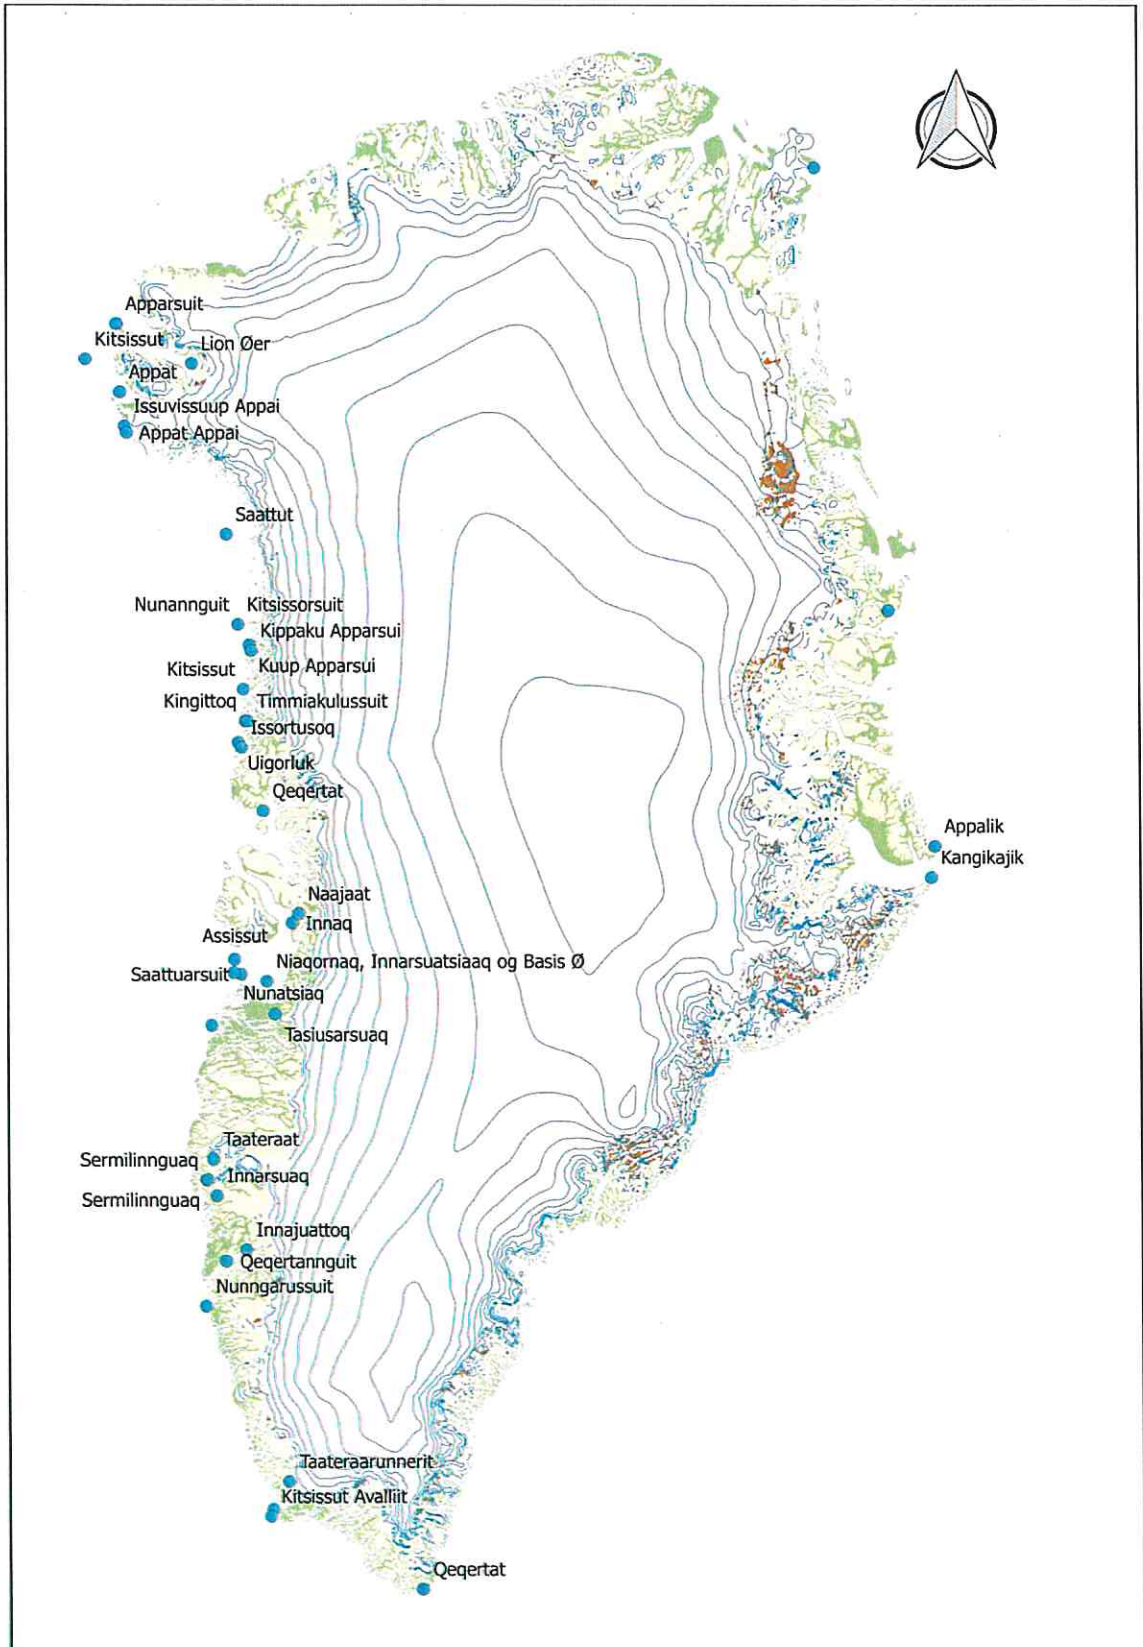 Apparsuit
Kitsissut
Lion Øer
Appat
Issuvissuup Appai
Appat Appai
Saattut
Nunannguit
Kitsissorsuit
Kippaku Apparsui
Kitsissut
Kuup Apparsui
Kingittoq
Timmiakulussuit
Issortusoq
Uigorluk
Qeqertat
Appalik
Kangikajik
Naajaat
Innaq
Assissut
Niaqornaq, Innarsuatsiaaq og Basis Ø
Saattuarsuit
Nunatsiaq
Tasiusarsuaq
Taateraat
Sermilinnguaq
Innarsuaq
Sermilinnguaq
Innajuattoq
Qeqertannguit
Nunngarussuit
Taateraarunnerit
Kitsissut Avalliit
Qeqertat